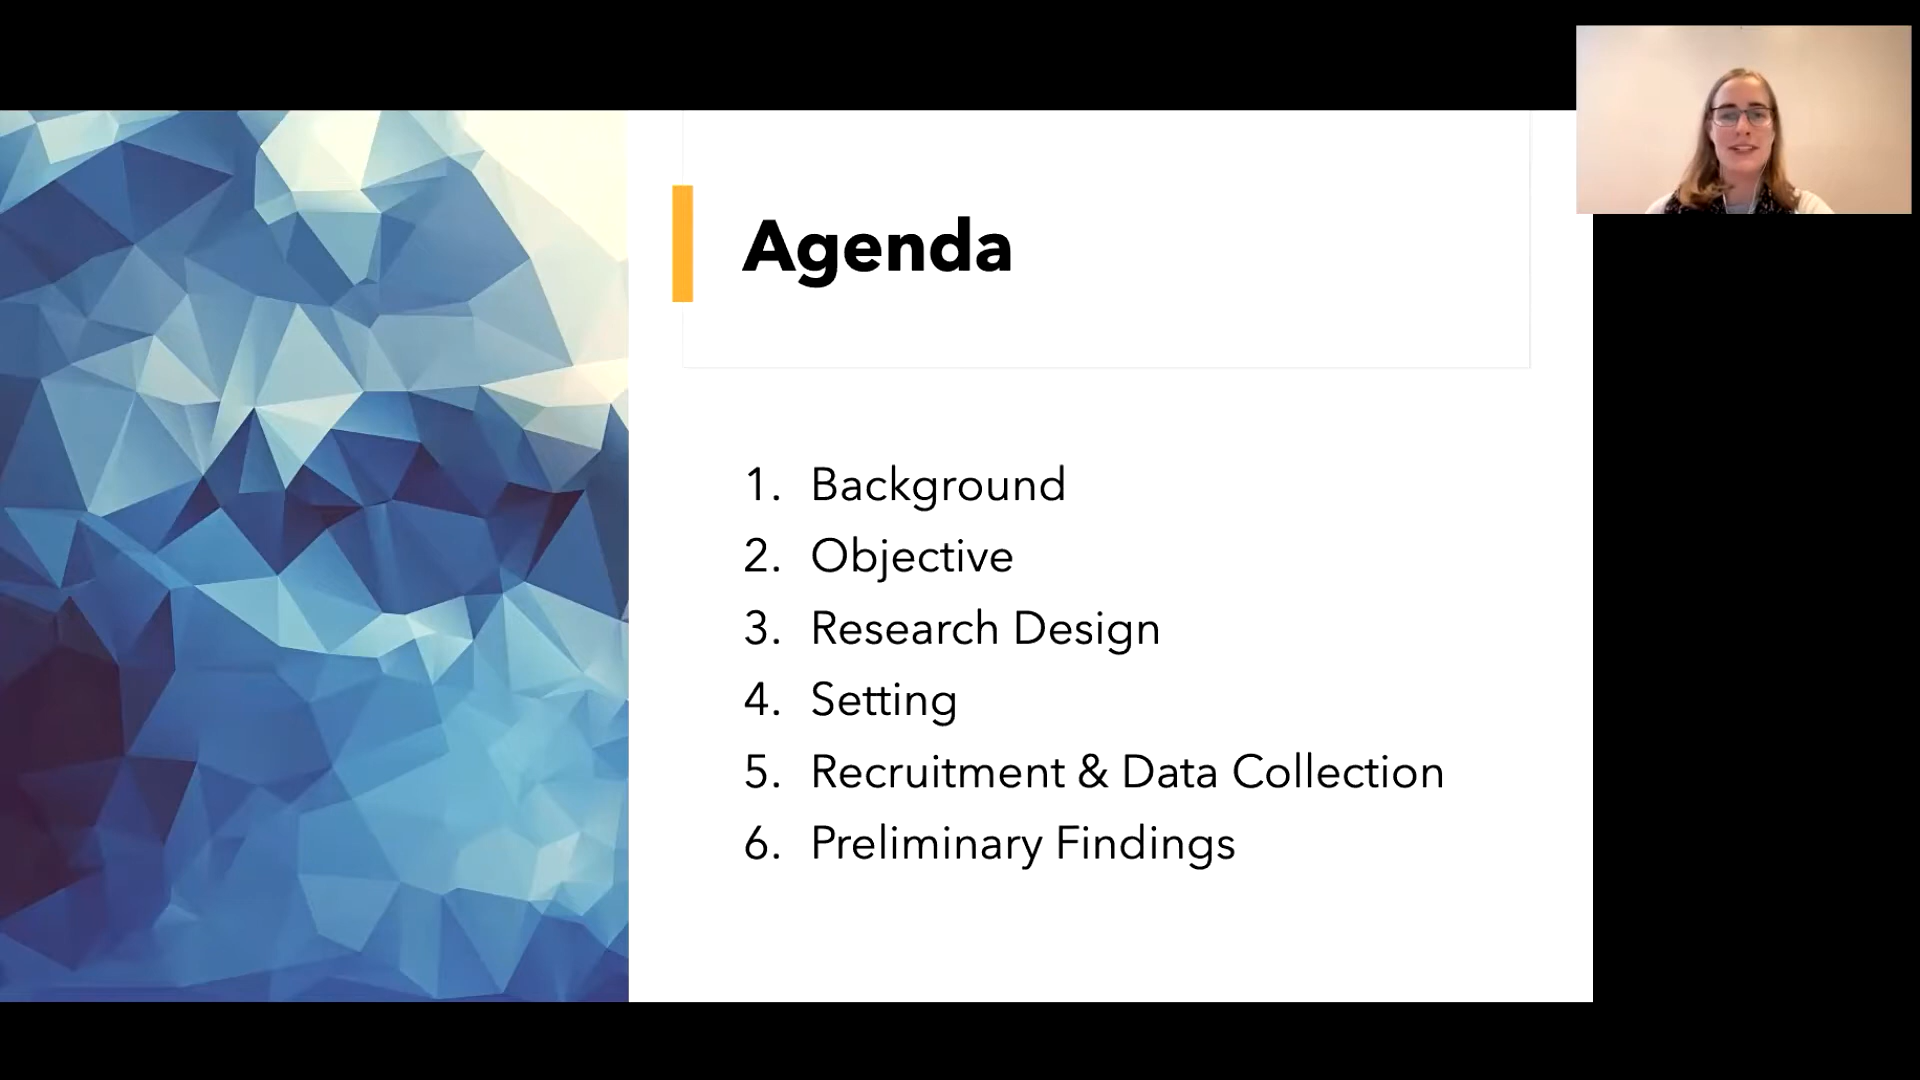 Agenda
1. Background
2. Objective
3. Research Design
4. Setting
5. Recruitment & Data Collection
6. Preliminary Findings